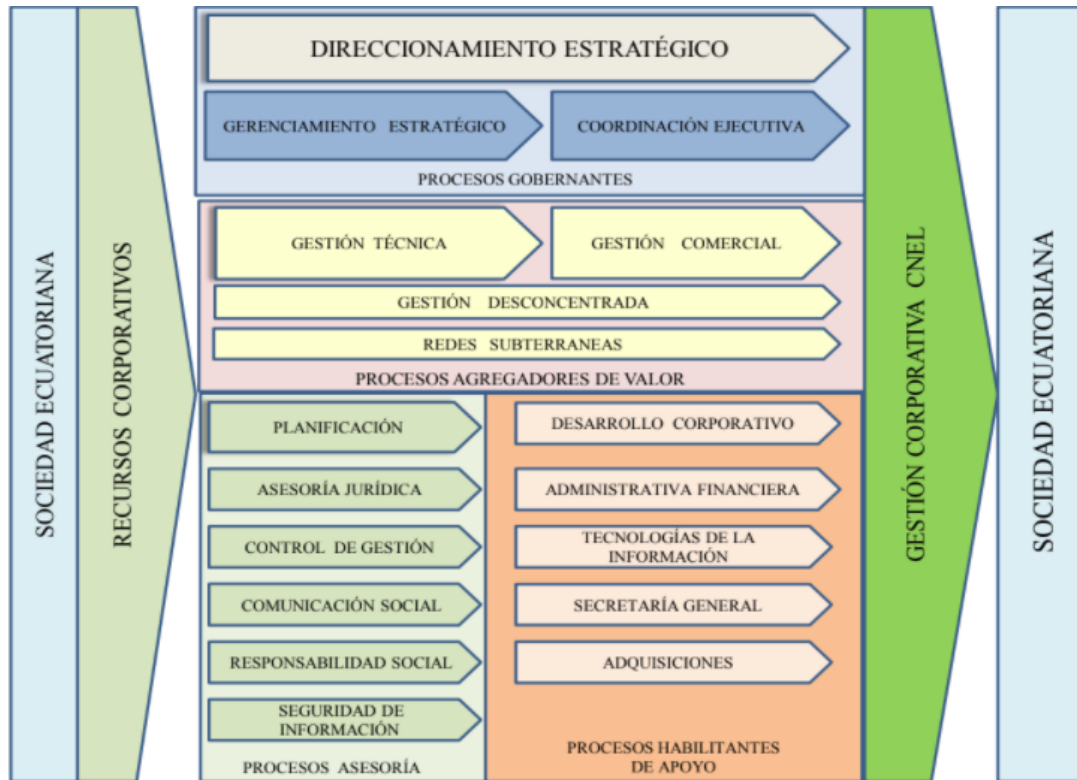 SOCIEDAD ECUATORIANA
RECURSOS CORPORATIVOS
DIRECCIONAMIENTO ESTRATÉGICO
GERENCIAMIENTO ESTRATÉGICO
COORDINACIÓN EJECUTIVA
PROCESOS GOBERNANTES
GESTIÓN TÉCNICA
GESTIÓN COMERCIAL
GESTIÓN DESCONCENTRADA
REDES SUBTERRANEAS
PROCESOS AGREGADORES DE VALOR
PLANIFICACIÓN
ASESORÍA JURÍDICA
CONTROL DE GESTIÓN
COMUNICACIÓN SOCIAL
RESPONSABILIDAD SOCIAL
SEGURIDAD DE
INFORMACIÓN
PROCESOS ASESORÍA
DESARROLLO CORPORATIVO
ADMINISTRATIVA FINANCIERA
TECNOLOGÍAS DE LA
INFORMACIÓN
SECRETARÍA GENERAL
ADQUISICIONES
PROCESOS HABILITANTES
DE APOYO
GESTIÓN CORPORATIVA CNEL
SOCIEDAD ECUATORIANA